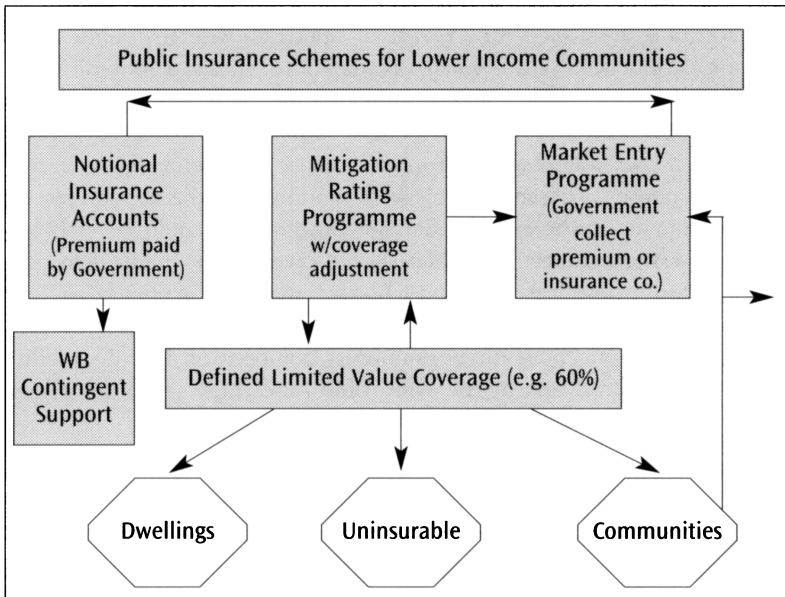 Public Insurance Schemes for Lower Income Communities
Notional
Insurance
Accounts
(Premium paid
by Government)
Mitigation
Rating
Programme
w/coverage
adjustment
Market Entry
Programme
(Government
collect
premium or
insurance co.)
WB
Contingent
Support
Defined Limited Value Coverage (e.g. 60%)
Dwellings
Uninsurable
Communities